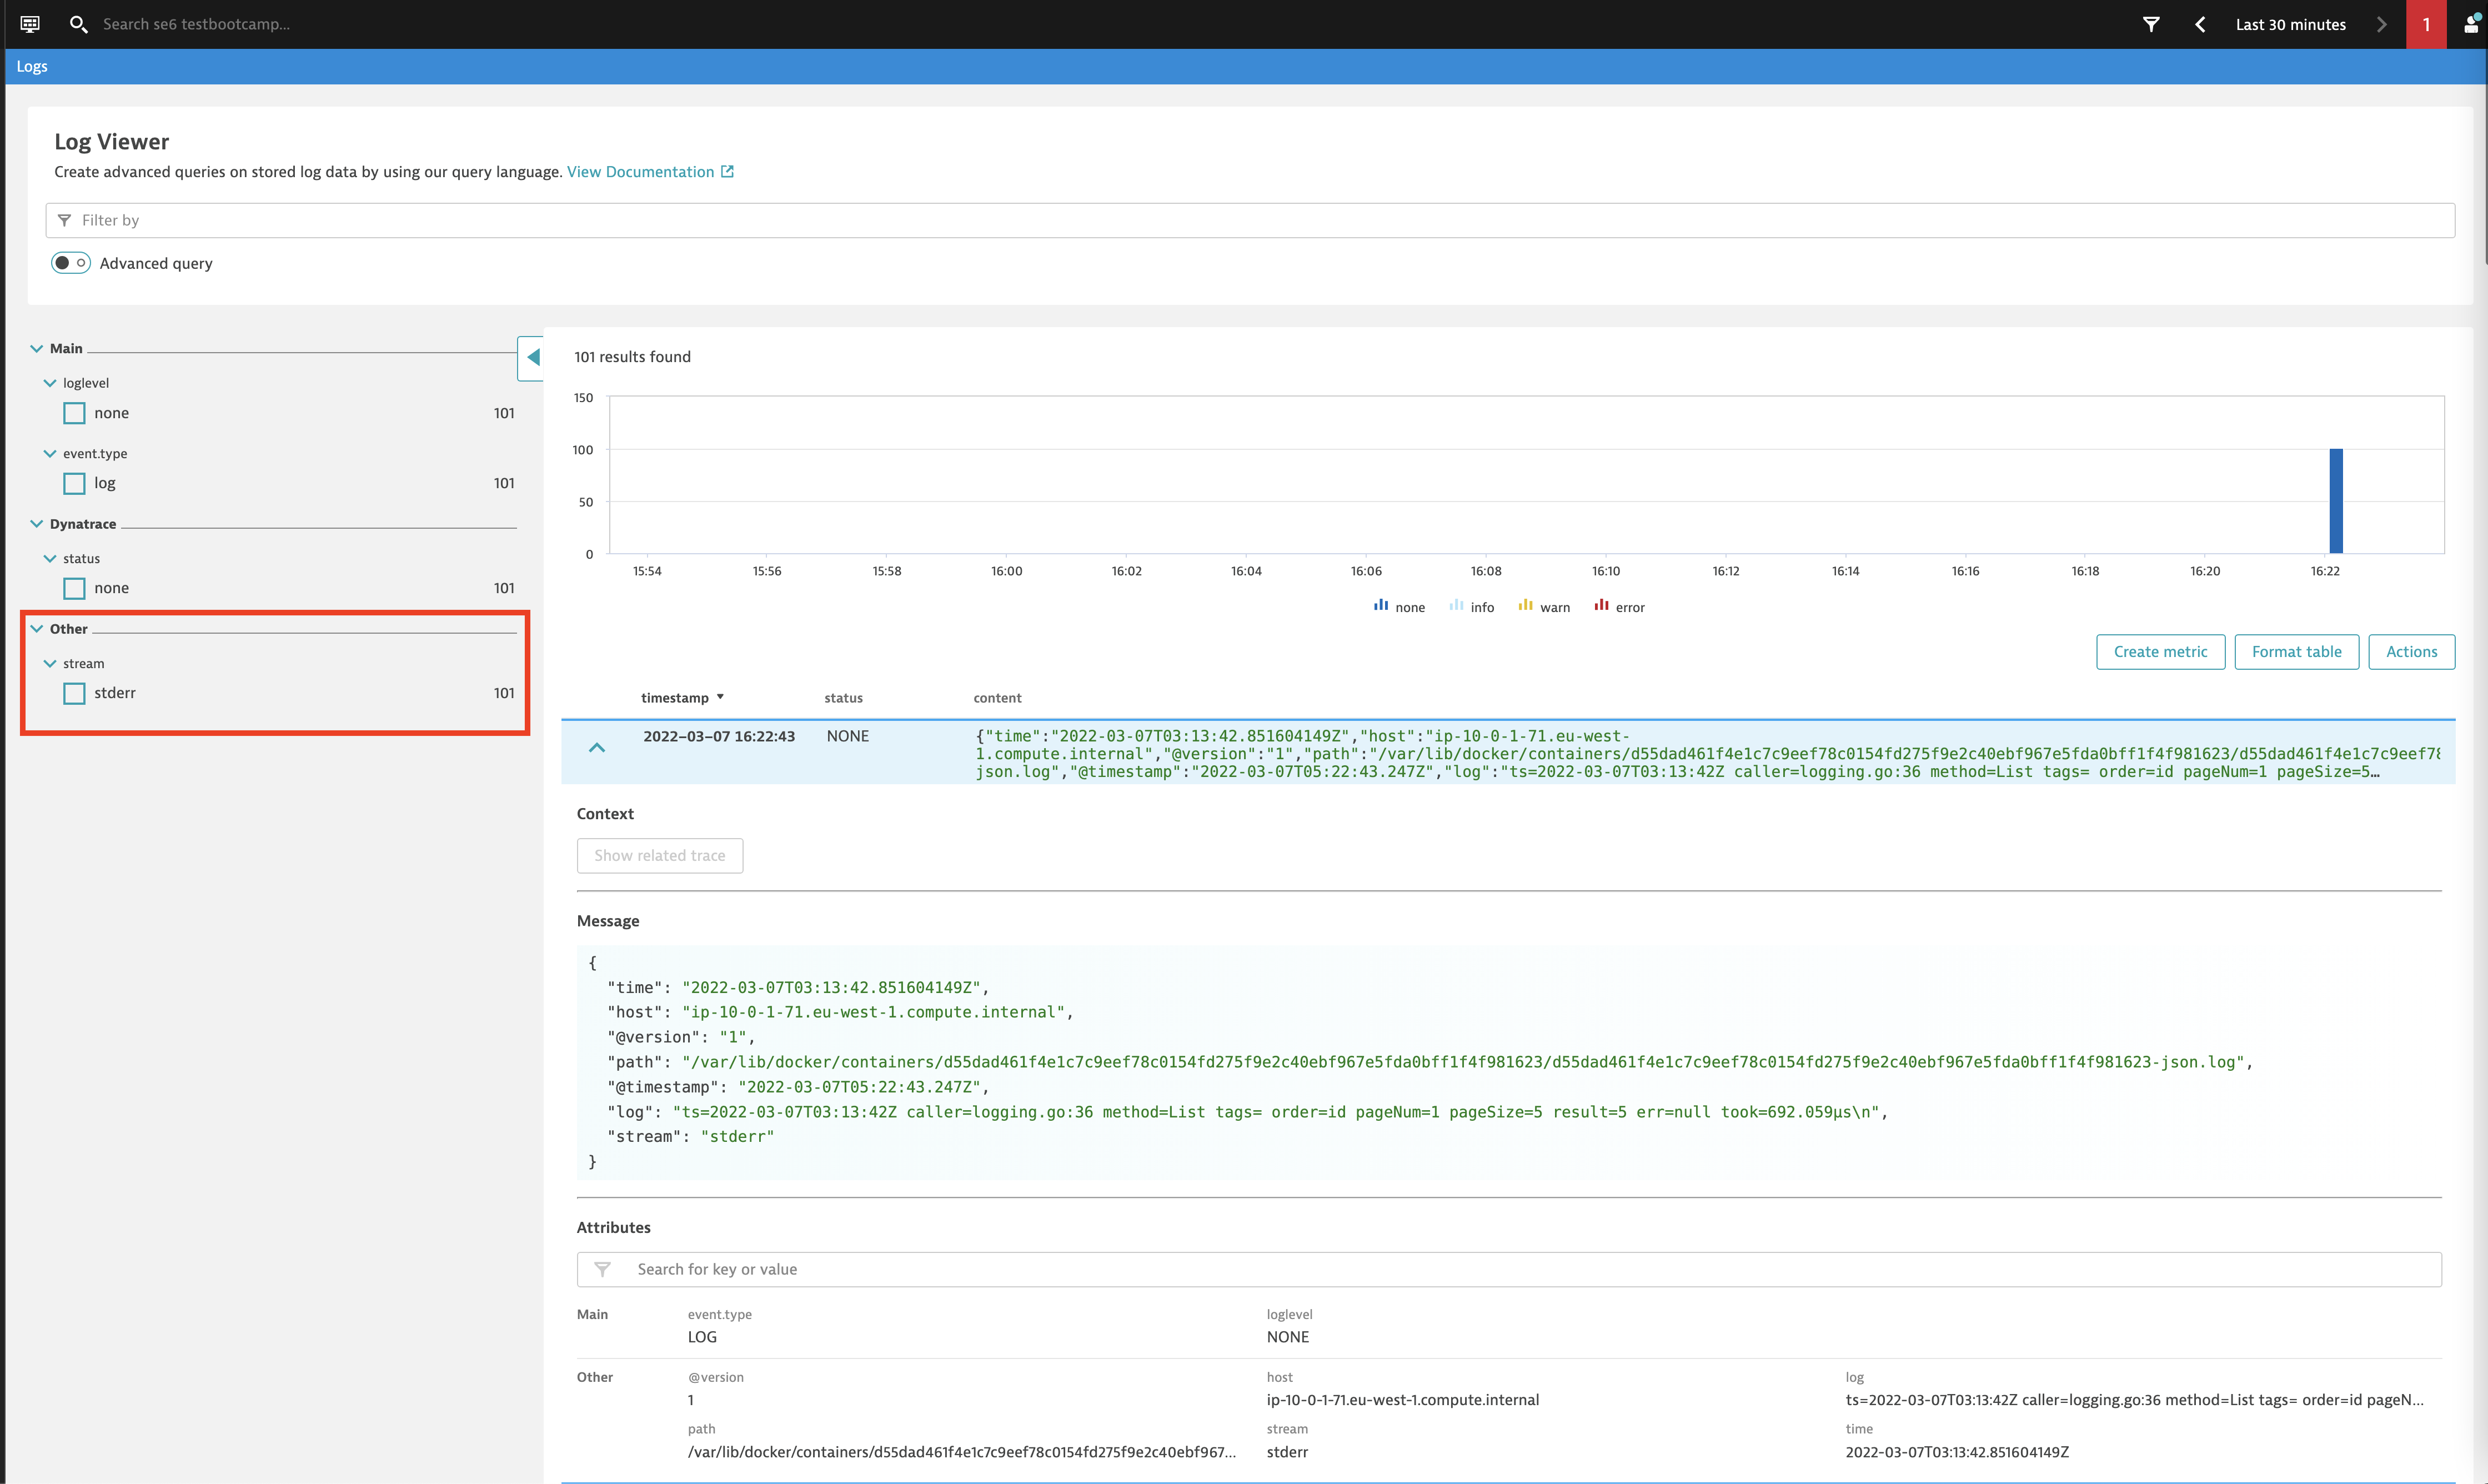 Search se6 testbootcamp...
Last 30 minutes
1
Logs
Log Viewer
Create advanced queries on stored log data by using our query language. View Documentation
Filter by
Advanced query
Main
loglevel
none 101
event.type
log 101
Dynatrace
status
none 101
Other
stream
stderr 101
101 results found
150
100
50
0
15:54 15:56 15:58 16:00 16:02 16:04 16:06 16:08 16:10 16:12 16:14 16:16 16:18 16:20 16:22
none info warn error
Create metric Format table Actions
timestamp status content
2022-03-07 16:22:43 NONE {"time":"2022-03-07T03:13:42.851604149Z","host":"ip-10-0-1-71.eu-west-
1.compute.internal","@version":"1","path":"/var/lib/docker/containers/d55dad461f4e1c7c9eef78c0154fd275f9e2c40ebf967e5fda0bff1f4f981623/d55dad461f4e1c7c9eef78
json.log","@timestamp":"2022-03-07T05:22:43.247Z","log":"ts=2022-03-07T03:13:42Z caller=logging.go:36 method=List tags= order=id pageNum=1 pageSize=5…
Context
Show related trace
Message
{
"time": "2022-03-07T03:13:42.851604149Z",
"host": "ip-10-0-1-71.eu-west-1.compute.internal",
"@version": "1",
"path": "/var/lib/docker/containers/d55dad461f4e1c7c9eef78c0154fd275f9e2c40ebf967e5fda0bff1f4f981623/d55dad461f4e1c7c9eef78c0154fd275f9e2c40ebf967e5fda0bff1f4f981623-json.log",
"@timestamp": "2022-03-07T05:22:43.247Z",
"log": "ts=2022-03-07T03:13:42Z caller=logging.go:36 method=List tags= order=id pageNum=1 pageSize=5 result=5 err=null took=692.059µs\n",
"stream": "stderr"
}
Attributes
Search for key or value
Main event.type loglevel
LOG NONE
Other @version host log
1 ip-10-0-1-71.eu-west-1.compute.internal ts=2022-03-07T03:13:42Z caller=logging.go:36 method=List tags= order=id pageN...
path stream time
/var/lib/docker/containers/d55dad461f4e1c7c9eef78c0154fd275f9e2c40ebf967... stderr 2022-03-07T03:13:42.851604149Z